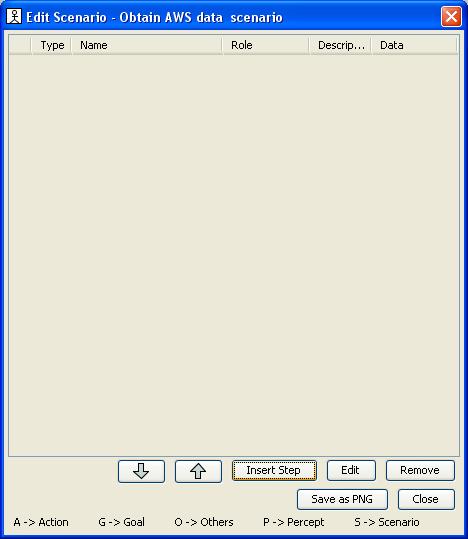 Edit Scenario - Obtain AWS data  scenario
Type Name Role Descrip... Data
Insert Step Edit Remove
Save as PNG Close
A -> Action G -> Goal O -> Others P -> Percept S -> Scenario